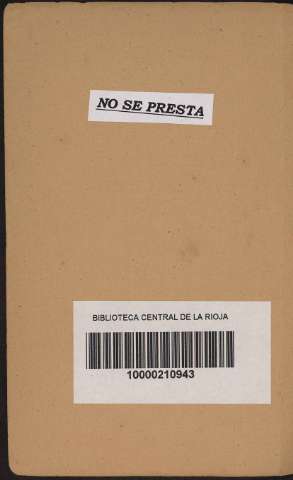 NO SE PRESTA
BIBLIOTECA CENTRAL DE LA RIOJA
10000210943